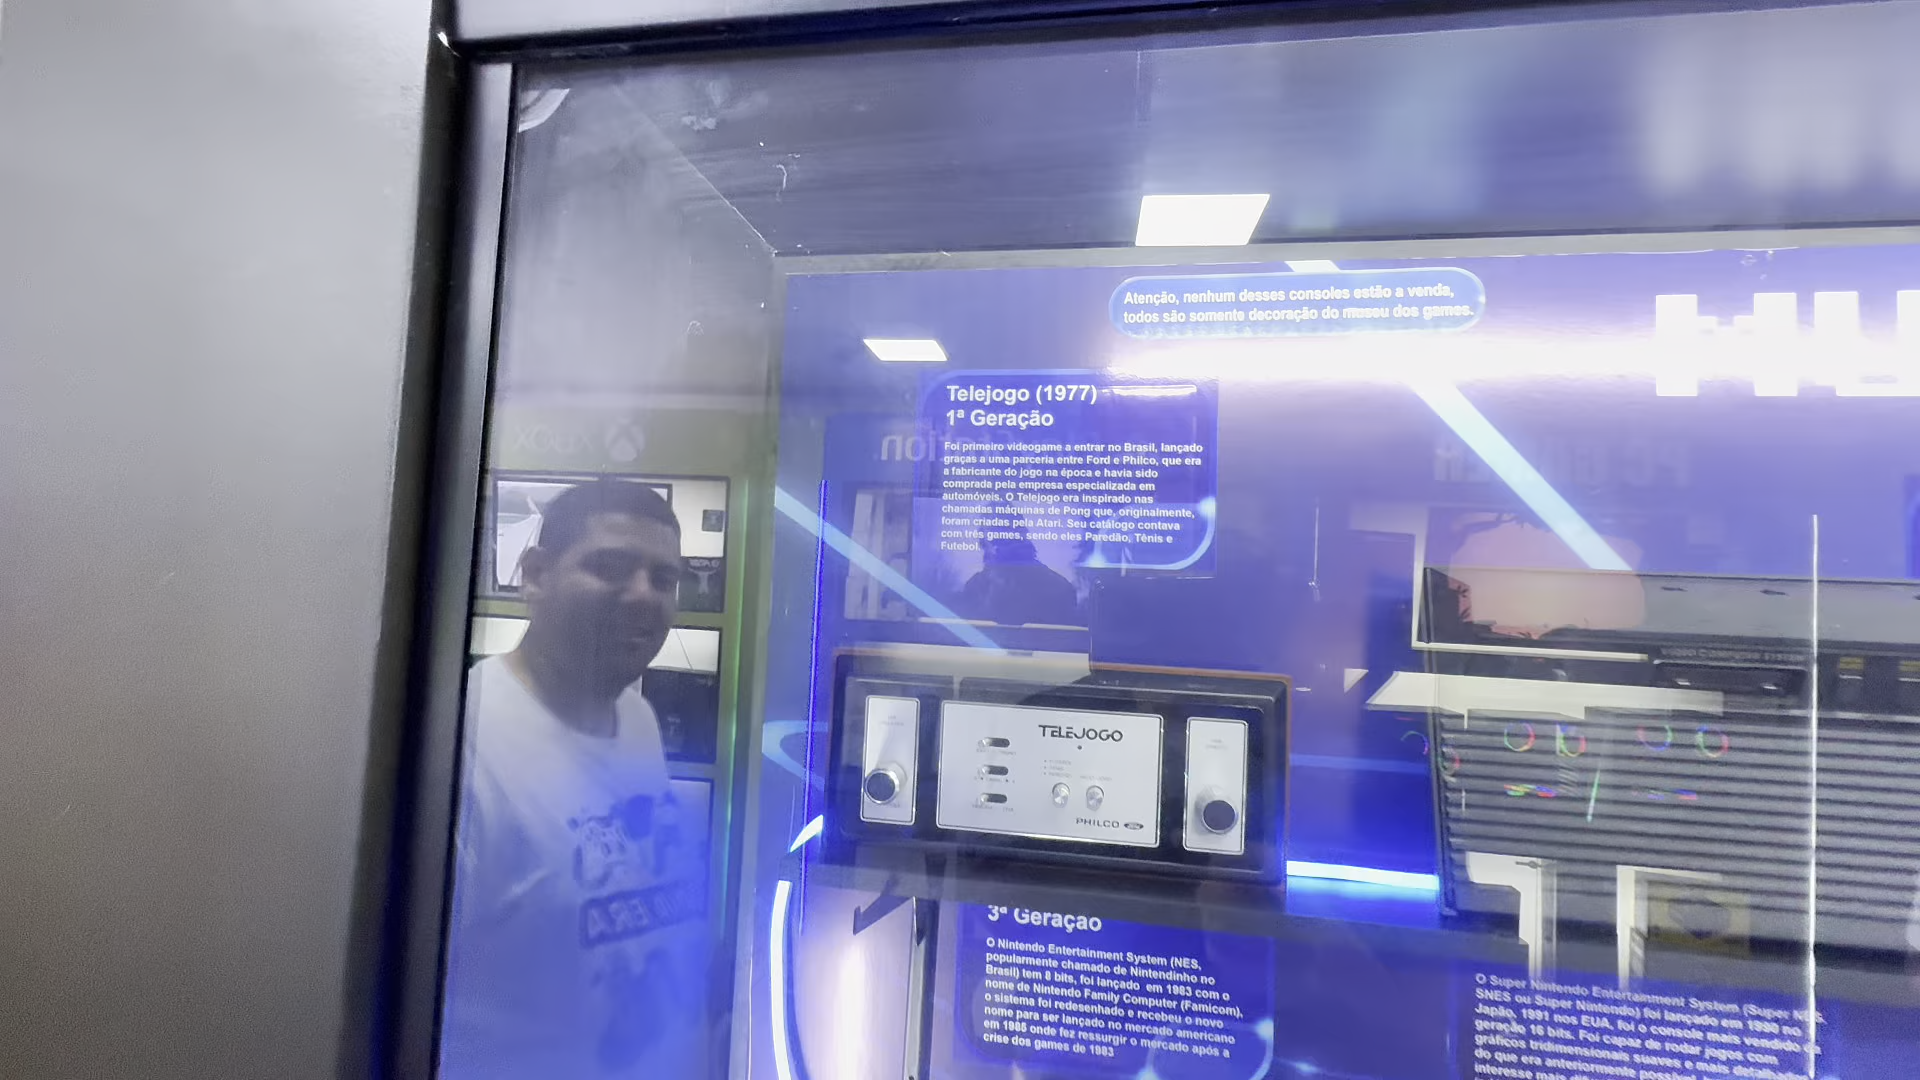 Atenção, nenhum desses consoles estão a venda,
todos são somente decoração do museu dos games.
HU
Telejogo (1977)
1ª Geração
Foi primeiro videogame a entrar no Brasil, lançado
graças a uma parceria entre Ford e Philco, que era
a fabricante do jogo na época e havia sido
comprada pela empresa especializada em
automóveis. O Telejogo era inspirado nas
chamadas máquinas de Pong que, originalmente,
foram criadas pela Atari. Seu catálogo contava
com três games, sendo eles Paredão, Tênis e
Futebol.
XBOX
TELEJOGO
PHILCO
3ª Geração
O Nintendo Entertainment System (NES,
popularmente chamado de Nintendinho no
Brasil) tem 8 bits, foi lançado em 1983 com o
nome de Nintendo Family Computer (Famicom),
o sistema foi redesenhado e recebeu o novo
nome para ser lançado no mercado americano
em 1985 onde fez ressurgir o mercado após a
crise dos games de 1983
O Super Nintendo Entertainment System (Super NES,
SNES ou Super Nintendo) foi lançado em 1990 no
Japão, 1991 nos EUA, foi o console mais vendido da
geração 16 bits. Foi capaz de rodar jogos com
gráficos tridimensionais suaves e mais detalhados
do que era anteriormente possível,
interesse mais